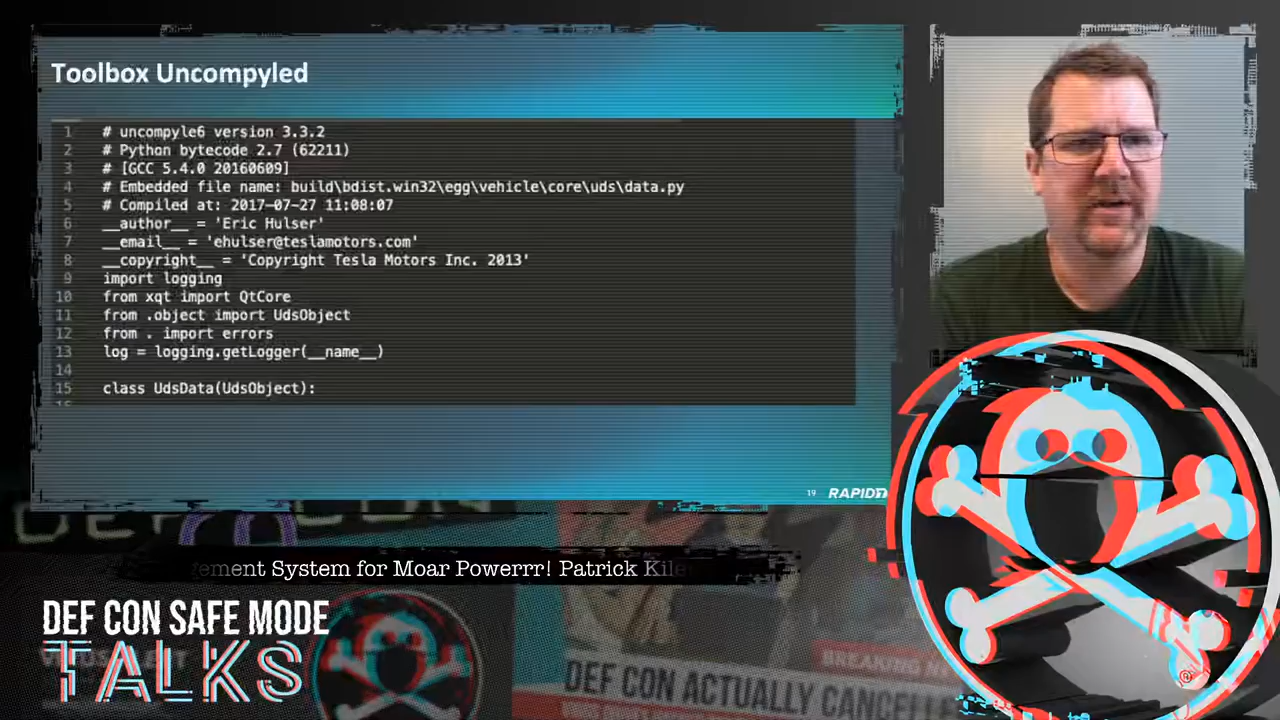 Toolbox Uncompyled
1 # uncompyle6 version 3.3.2
2 # Python bytecode 2.7 (62211)
3 # [GCC 5.4.0 20160609]
4 # Embedded file name: build\bdist.win32\egg\vehicle\core\uds\data.py
5 # Compiled at: 2017-07-27 11:08:07
6 __author__ = 'Eric Hulser'
7 __email__ = 'ehulser@teslamotors.com'
8 __copyright__ = 'Copyright Tesla Motors Inc. 2013'
9 import logging
10 from xqt import QtCore
11 from .object import UdsObject
12 from . import errors
13 log = logging.getLogger(__name__)
14
15 class UdsData(UdsObject):
19 RAPID7
DEF CON
gement System for Moar Powerrr! Patrick Kile
DEF CON SAFE MODE
TALKS
BREAKING N
DEF CON ACTUALLY CANCELLE
®